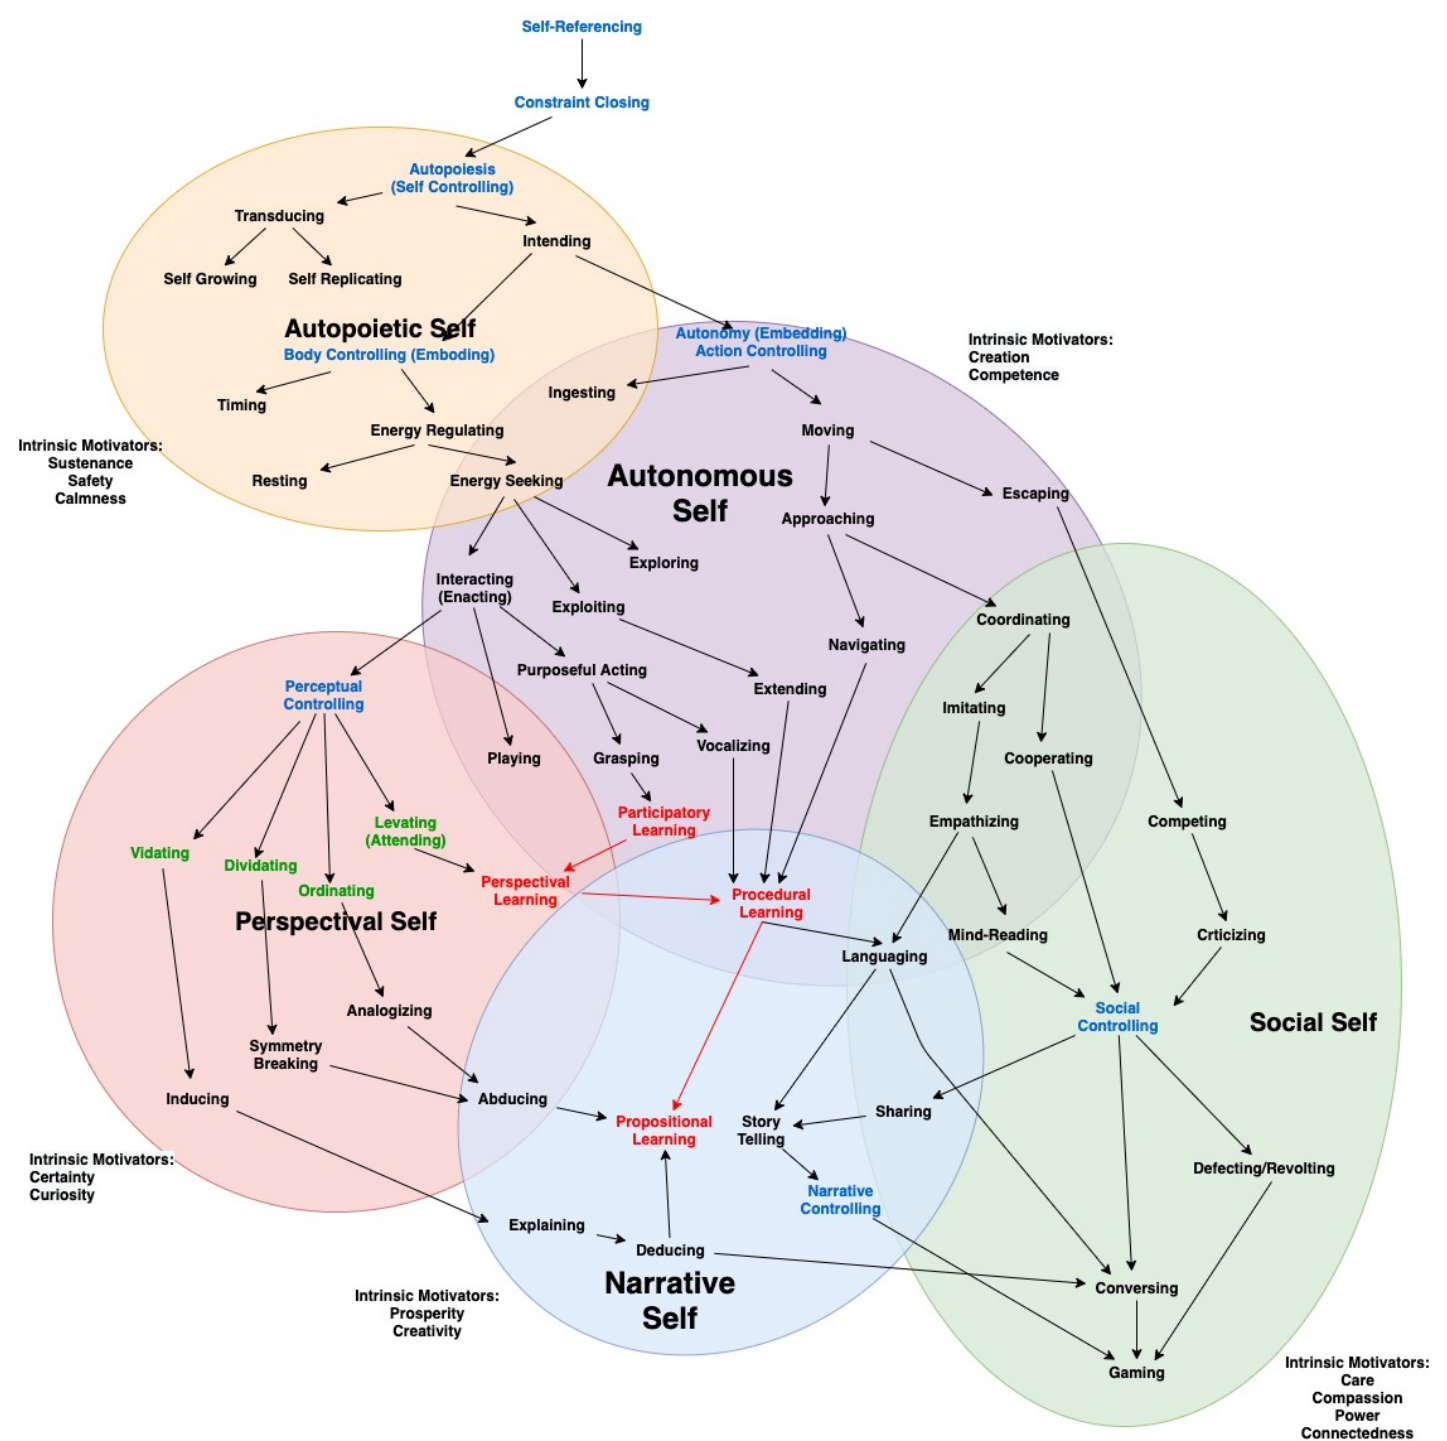 Self-Referencing
Constraint Closing
Autopoiesis
(Self Controlling)
Transducing
Intending
Self Growing
Self Replicating
Autopoietic Self
Body Controlling (Emboding)
Autonomy (Embedding)
Action Controlling
Intrinsic Motivators:
Creation
Competence
Timing
Ingesting
Energy Regulating
Moving
Intrinsic Motivators:
Sustenance
Safety
Calmness
Resting
Energy Seeking
Autonomous
Self
Escaping
Approaching
Exploring
Interacting
(Enacting)
Exploiting
Coordinating
Navigating
Purposeful Acting
Extending
Perceptual
Controlling
Imitating
Playing
Grasping
Vocalizing
Cooperating
Participatory
Learning
Empathizing
Competing
Levating
(Attending)
Vidating
Dividating
Ordinating
Perspectival
Learning
Procedural
Learning
Perspectival Self
Languaging
Mind-Reading
Crticizing
Analogizing
Social
Controlling
Social Self
Symmetry
Breaking
Inducing
Abducing
Propositional
Learning
Story
Telling
Sharing
Intrinsic Motivators:
Certainty
Curiosity
Defecting/Revolting
Narrative
Controlling
Explaining
Deducing
Narrative
Self
Conversing
Intrinsic Motivators:
Prosperity
Creativity
Gaming
Intrinsic Motivators:
Care
Compassion
Power
Connectedness